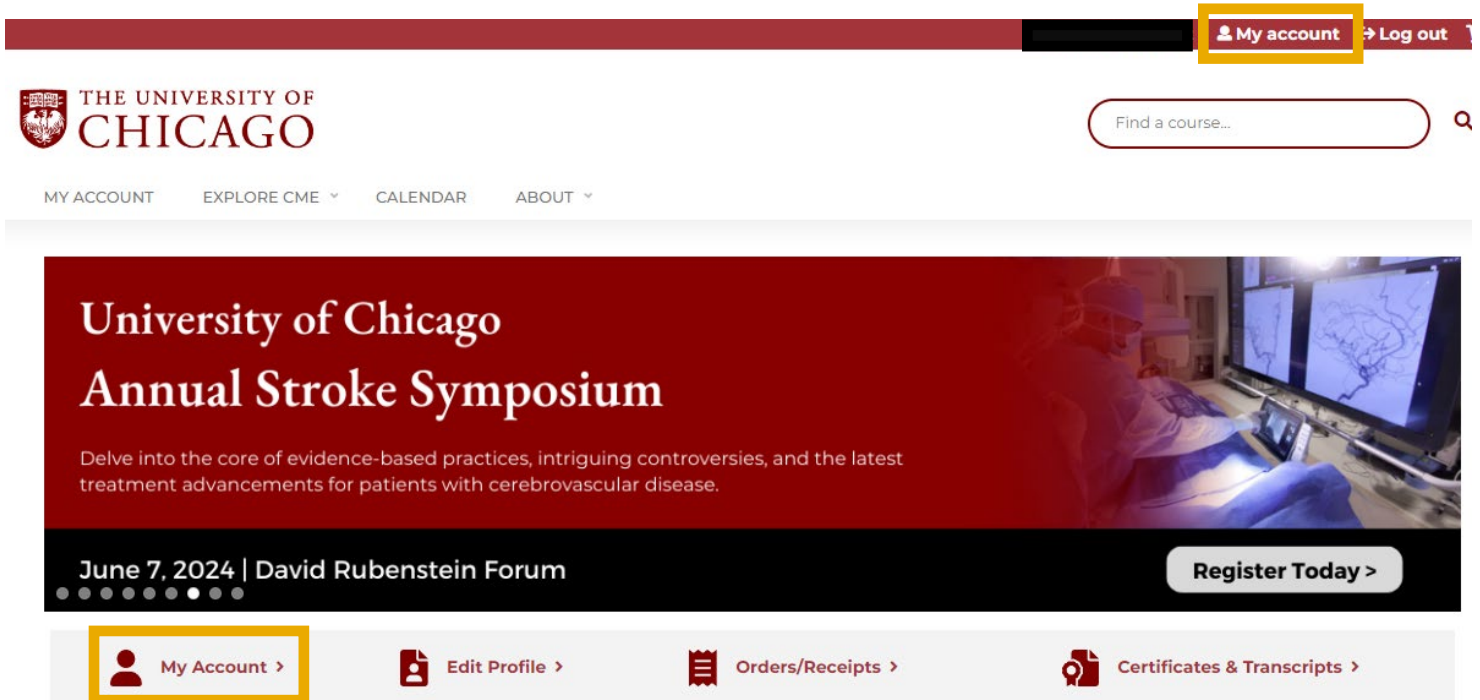 My account Log out
THE UNIVERSITY OF
CHICAGO
Find a course...
MY ACCOUNT EXPLORE CME CALENDAR ABOUT
University of Chicago
Annual Stroke Symposium
Delve into the core of evidence-based practices, intriguing controversies, and the latest
treatment advancements for patients with cerebrovascular disease.
June 7, 2024 | David Rubenstein Forum
Register Today >
My Account > Edit Profile > Orders/Receipts > Certificates & Transcripts >